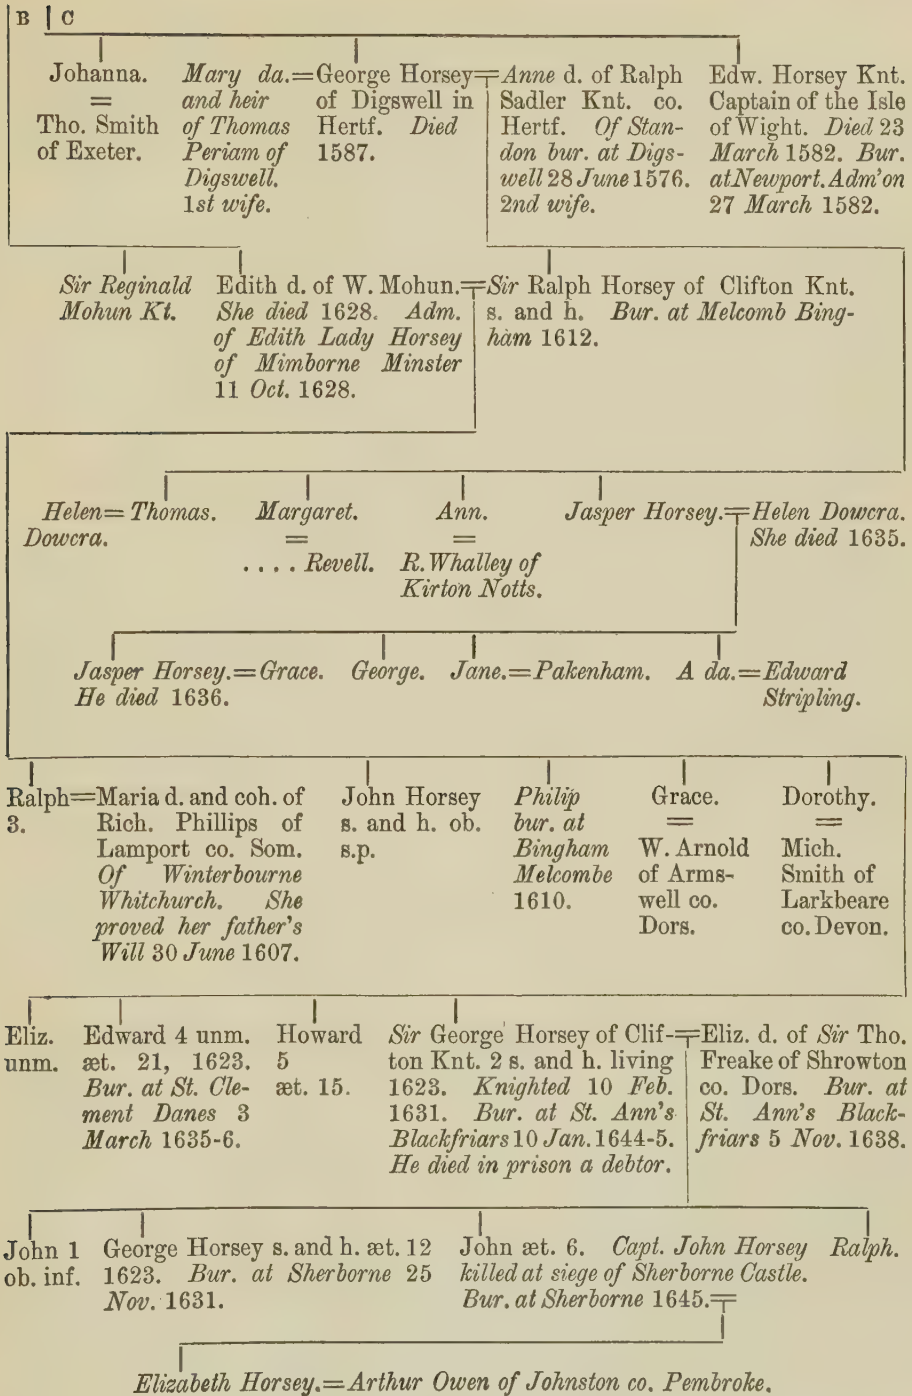 B | C
Johanna.
=
Tho. Smith
of Exeter.
Mary da.=George Horsey=Anne d. of Ralph
and heir
of Thomas
Periam of
Digswell.
1st wife.
of Digswell in
Hertf. Died
1587.
Sadler Knt. co.
Hertf. Of Stan-
don bur. at Digs-
well 28 June 1576.
2nd wife.
Edw. Horsey Knt.
Captain of the Isle
of Wight. Died 23
March 1582. Bur.
at Newport. Adm'on
27 March 1582.
Sir Reginald
Mohun Kt.
Edith d. of W. Mohun.=Sir Ralph Horsey of Clifton Knt.
She died 1628. Adm.
of Edith Lady Horsey
of Mimborne Minster
11 Oct. 1628.
s. and h. Bur. at Melcomb Bing-
ham 1612.
Helen=Thomas.
Dowcra.
Margaret.
=
.... Revell.
Ann.
=
R. Whalley of
Kirton Notts.
Jasper Horsey.=Helen Dowcra.
She died 1635.
Jasper Horsey.=Grace.
He died 1636.
George.
Jane.=Pakenham.
A da.=Edward
Stripling.
Ralph=Maria d. and coh. of
3.
Rich. Phillips of
Lamport co. Som.
Of Winterbourne
Whitchurch. She
proved her father's
Will 30 June 1607.
John Horsey
s. and h. ob.
s.p.
Philip
bur. at
Bingham
Melcombe
1610.
Grace.
=
W. Arnold
of Arms-
well co.
Dors.
Dorothy.
=
Mich.
Smith of
Larkbeare
co. Devon.
Eliz.
unm.
Edward 4 unm.
æt. 21, 1623.
Bur. at St. Cle-
ment Danes 3
March 1635-6.
Howard
5
æt. 15.
Sir George Horsey of Clif-=Eliz. d. of Sir Tho.
ton Knt. 2 s. and h. living
1623. Knighted 10 Feb.
1631. Bur. at St. Ann's
Blackfriars 10 Jan. 1644-5.
He died in prison a debtor.
Freake of Shrowton
co. Dors. Bur. at
St. Ann's Black-
friars 5 Nov. 1638.
John 1
ob. inf.
George Horsey s. and h. æt. 12
1623. Bur. at Sherborne 25
Nov. 1631.
John æt. 6. Capt. John Horsey
killed at siege of Sherborne Castle.
Bur. at Sherborne 1645.=
Ralph.
Elizabeth Horsey.=Arthur Owen of Johnston co. Pembroke.